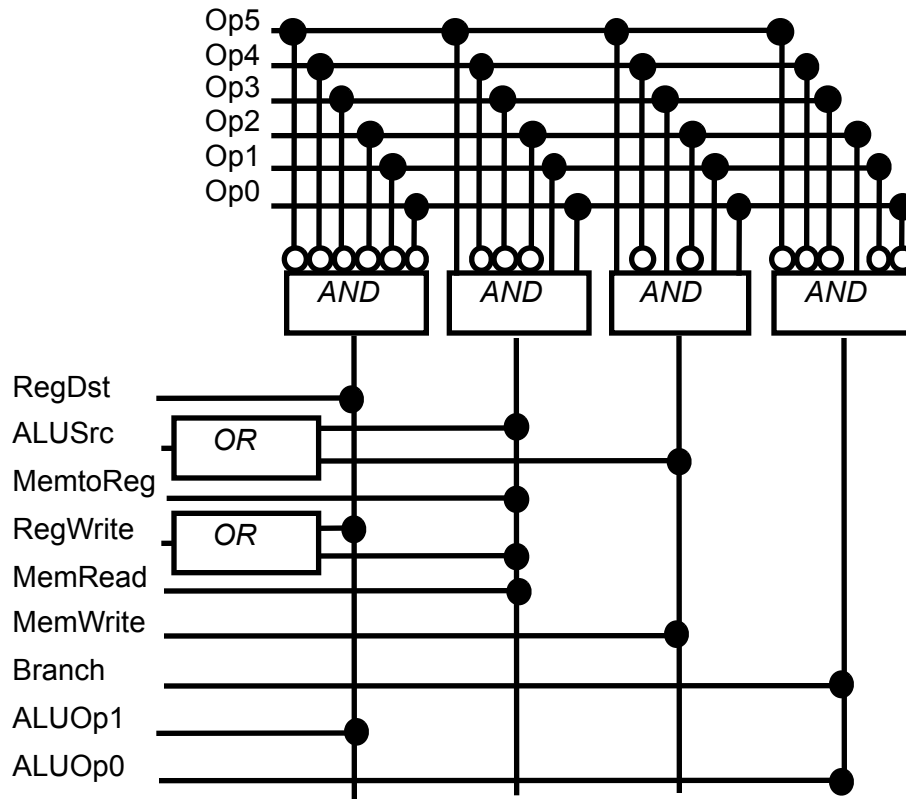 Op5
Op4
Op3
Op2
Op1
Op0
AND AND AND AND
RegDst
ALUSrc
OR
MemtoReg
RegWrite
OR
MemRead
MemWrite
Branch
ALUOp1
ALUOp0